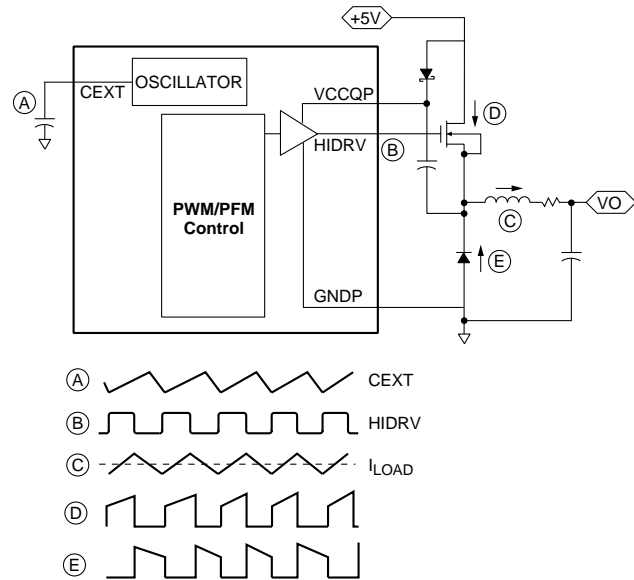 +5V
OSCILLATOR
A
CEXT
VCCQP
D
HIDRV
B
PWM/PFM
Control
C
VO
E
GNDP
A CEXT
B HIDRV
C ILOAD
D
E